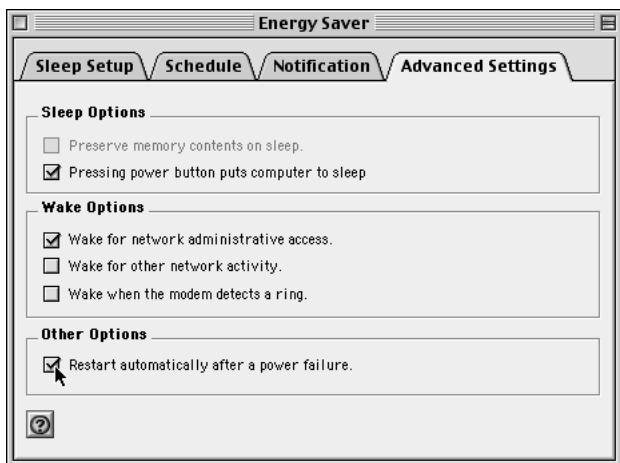 Energy Saver
Sleep Setup Schedule Notification Advanced Settings
Sleep Options
Preserve memory contents on sleep.
Pressing power button puts computer to sleep
Wake Options
Wake for network administrative access.
Wake for other network activity.
Wake when the modem detects a ring.
Other Options
Restart automatically after a power failure.
?